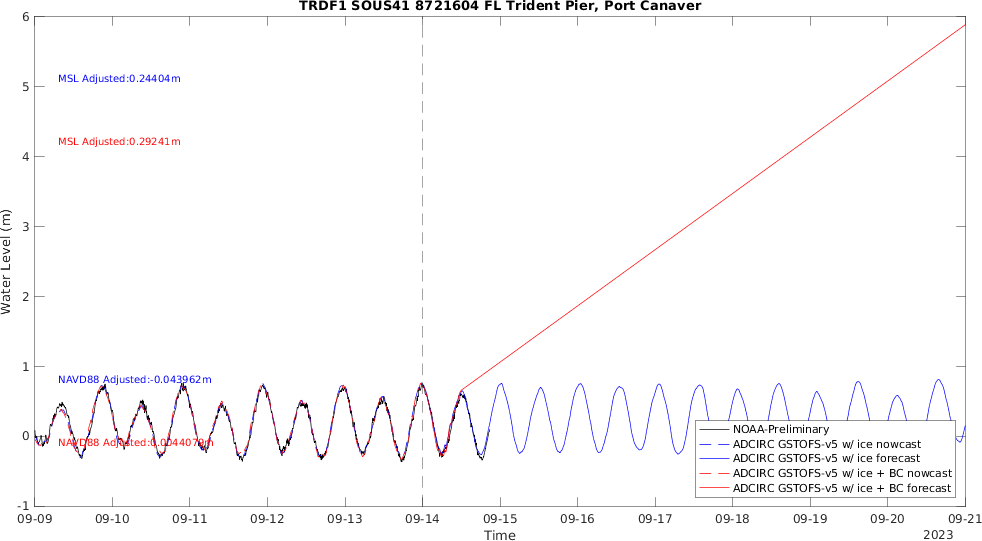 TRDF1 SOUS41 8721604 FL Trident Pier, Port Canaver
6
5
4
3
2
1
0
-1
Water Level (m)
MSL Adjusted:0.24404m
MSL Adjusted:0.29241m
NAVD88 Adjusted:-0.043962m
NAVD88 Adjusted:0.0044079m
NOAA-Preliminary
ADCIRC GSTOFS-v5 w/ ice nowcast
ADCIRC GSTOFS-v5 w/ ice forecast
ADCIRC GSTOFS-v5 w/ ice + BC nowcast
ADCIRC GSTOFS-v5 w/ ice + BC forecast
09-09 09-10 09-11 09-12 09-13 09-14 09-15 09-16 09-17 09-18 09-19 09-20 09-21
Time
2023